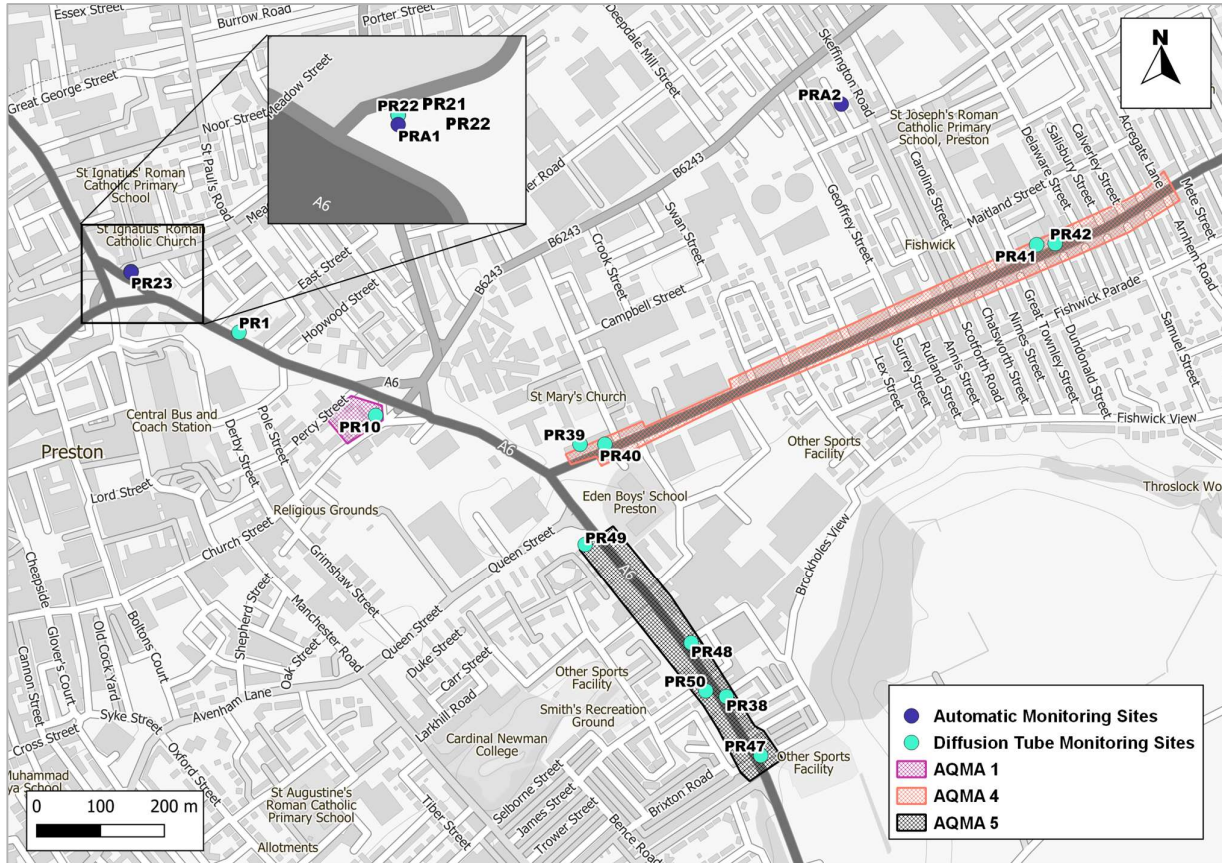 Essex Street
Burrow Road
Porter Street
Great George Street
Noor Street
St Paul's Road
St Ignatius' Roman
Catholic Primary
School
St Ignatius' Roman
Catholic Church
Meadow Street
PR22 PR21
PR22
PRA1
A6
Deepdale Mill Street
Skeffington Road
PRA2
St Joseph's Roman
Catholic Primary
School, Preston
N
B6243
B6243
B6243
Acregate Lane
Calverley Street
Salisbury Street
Delaware Street
Maitland Street
Mete Street
Arnhem Road
Caroline Street
Geoffrey Street
Fishwick
Swan Street
Crook Street
Campbell Street
PR41
PR42
Fishwick Parade
Samuel Street
PR23
East Street
Hopwood Street
PR1
A6
Percy Street
PR10
Central Bus and
Coach Station
Pole Street
Derby Street
Preston
Lord Street
Church Street
Religious Grounds
Grimshaw Street
St Mary's Church
PR39
PR40
A6
Lex Street
Surrey Street
Rutland Street
Annis Street
Scotforth Road
Chatsworth Street
Nimes Street
Great Townley Street
Dundonald Street
Fishwick View
Other Sports
Facility
Eden Boys' School
Preston
Throslock Wo
Brockholes View
Cheapside
Glover's Court
Old Cock Yard
Boltons Court
Cannon Street
Shepherd Street
Manchester Road
Oak Street
Queen Street
Queen Street
Duke Street
Carr Street
Larkhill Road
Avenham Lane
Syke Street
Cross Street
Oxford Street
PR49
A6
PR48
PR50
PR38
PR47
Other Sports
Facility
Smith's Recreation
Ground
Cardinal Newman
College
Other Sports
Facility
Muhammad
ya School
St Augustine's
Roman Catholic
Primary School
Allotments
Tiber Street
Selborne Street
James Street
Trower Street
Bence Road
Brixton Road
0 100 200 m
Automatic Monitoring Sites
Diffusion Tube Monitoring Sites
AQMA 1
AQMA 4
AQMA 5